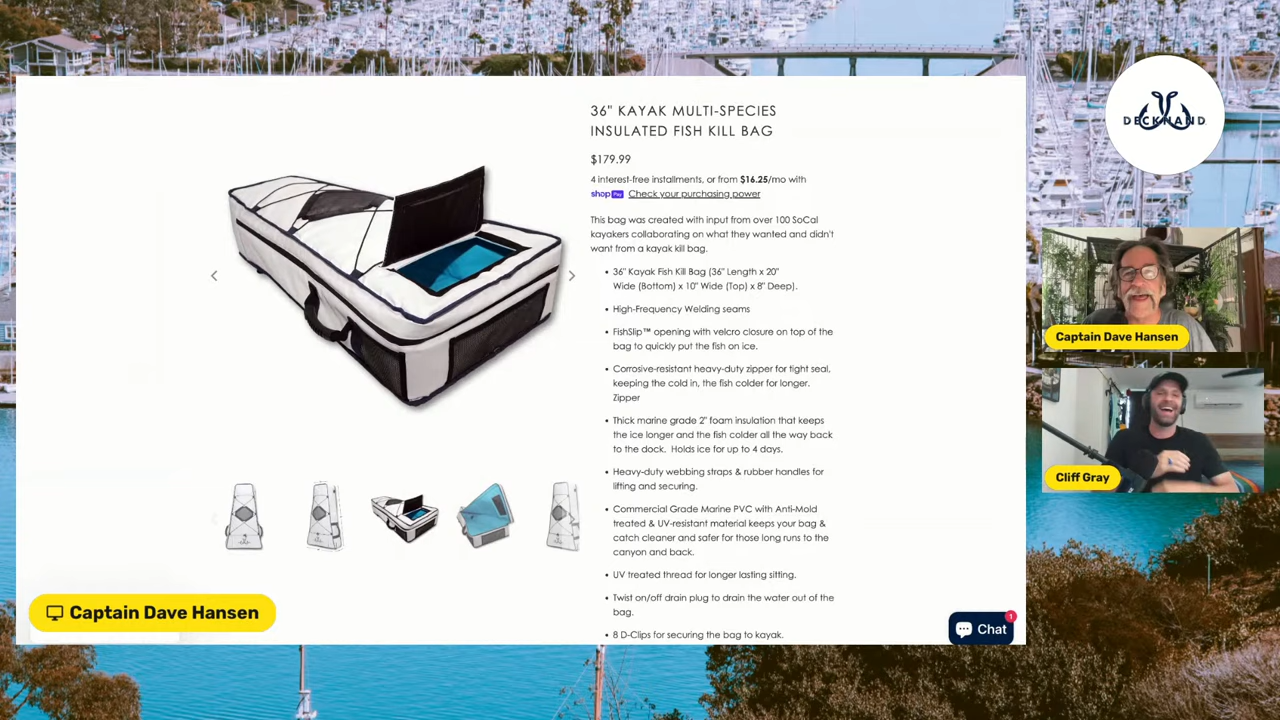 36" KAYAK MULTI-SPECIES
INSULATED FISH KILL BAG
$179.99
4 interest-free installments, or from $16.25/mo with
shop Pay Check your purchasing power
This bag was created with input from over 100 SoCal
kayakers collaborating on what they wanted and didn't
want from a kayak kill bag.
• 36" Kayak Fish Kill Bag (36" Length x 20"
Wide (Bottom) x 10" Wide (Top) x 8" Deep).
• High-Frequency Welding seams
• FishSlip™ opening with velcro closure on top of the
bag to quickly put the fish on ice.
• Corrosive-resistant heavy-duty zipper for tight seal,
keeping the cold in, the fish colder for longer.
Zipper
• Thick marine grade 2" foam insulation that keeps
the ice longer and the fish colder all the way back
to the dock. Holds ice for up to 4 days.
• Heavy-duty webbing straps & rubber handles for
lifting and securing.
• Commercial Grade Marine PVC with Anti-Mold
treated & UV-resistant material keeps your bag &
catch cleaner and safer for those long runs to the
canyon and back.
• UV treated thread for longer lasting sitting.
• Twist on/off drain plug to drain the water out of the
bag.
• 8 D-Clips for securing the bag to kayak.
Chat
1
Captain Dave Hansen
DECKHAND
Captain Dave Hansen
Cliff Gray